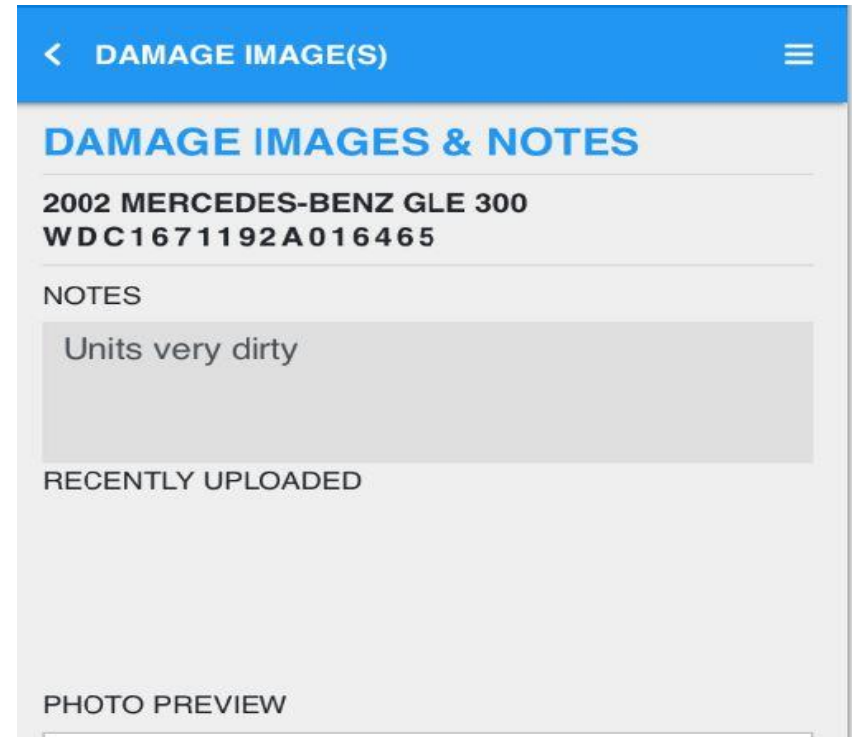 DAMAGE IMAGE(S)
DAMAGE IMAGES & NOTES
2002 MERCEDES-BENZ GLE 300
WDC1671192A016465
NOTES
Units very dirty
RECENTLY UPLOADED
PHOTO PREVIEW